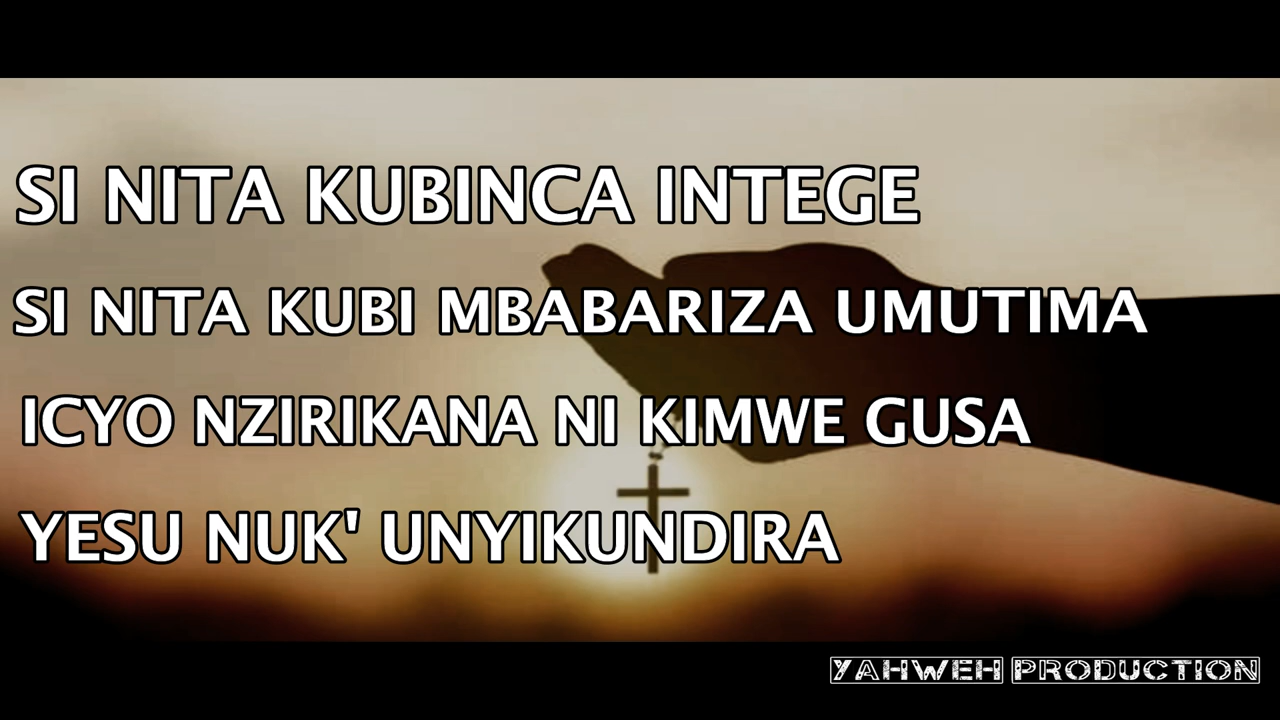 SI NITA KUBINCA INTEGE
SI NITA KUBI MBABARIZA UMUTIMA
ICYO NZIRIKANA NI KIMWE GUSA
YESU NUK' UNYIKUNDIRA
YAHWEH PRODUCTION